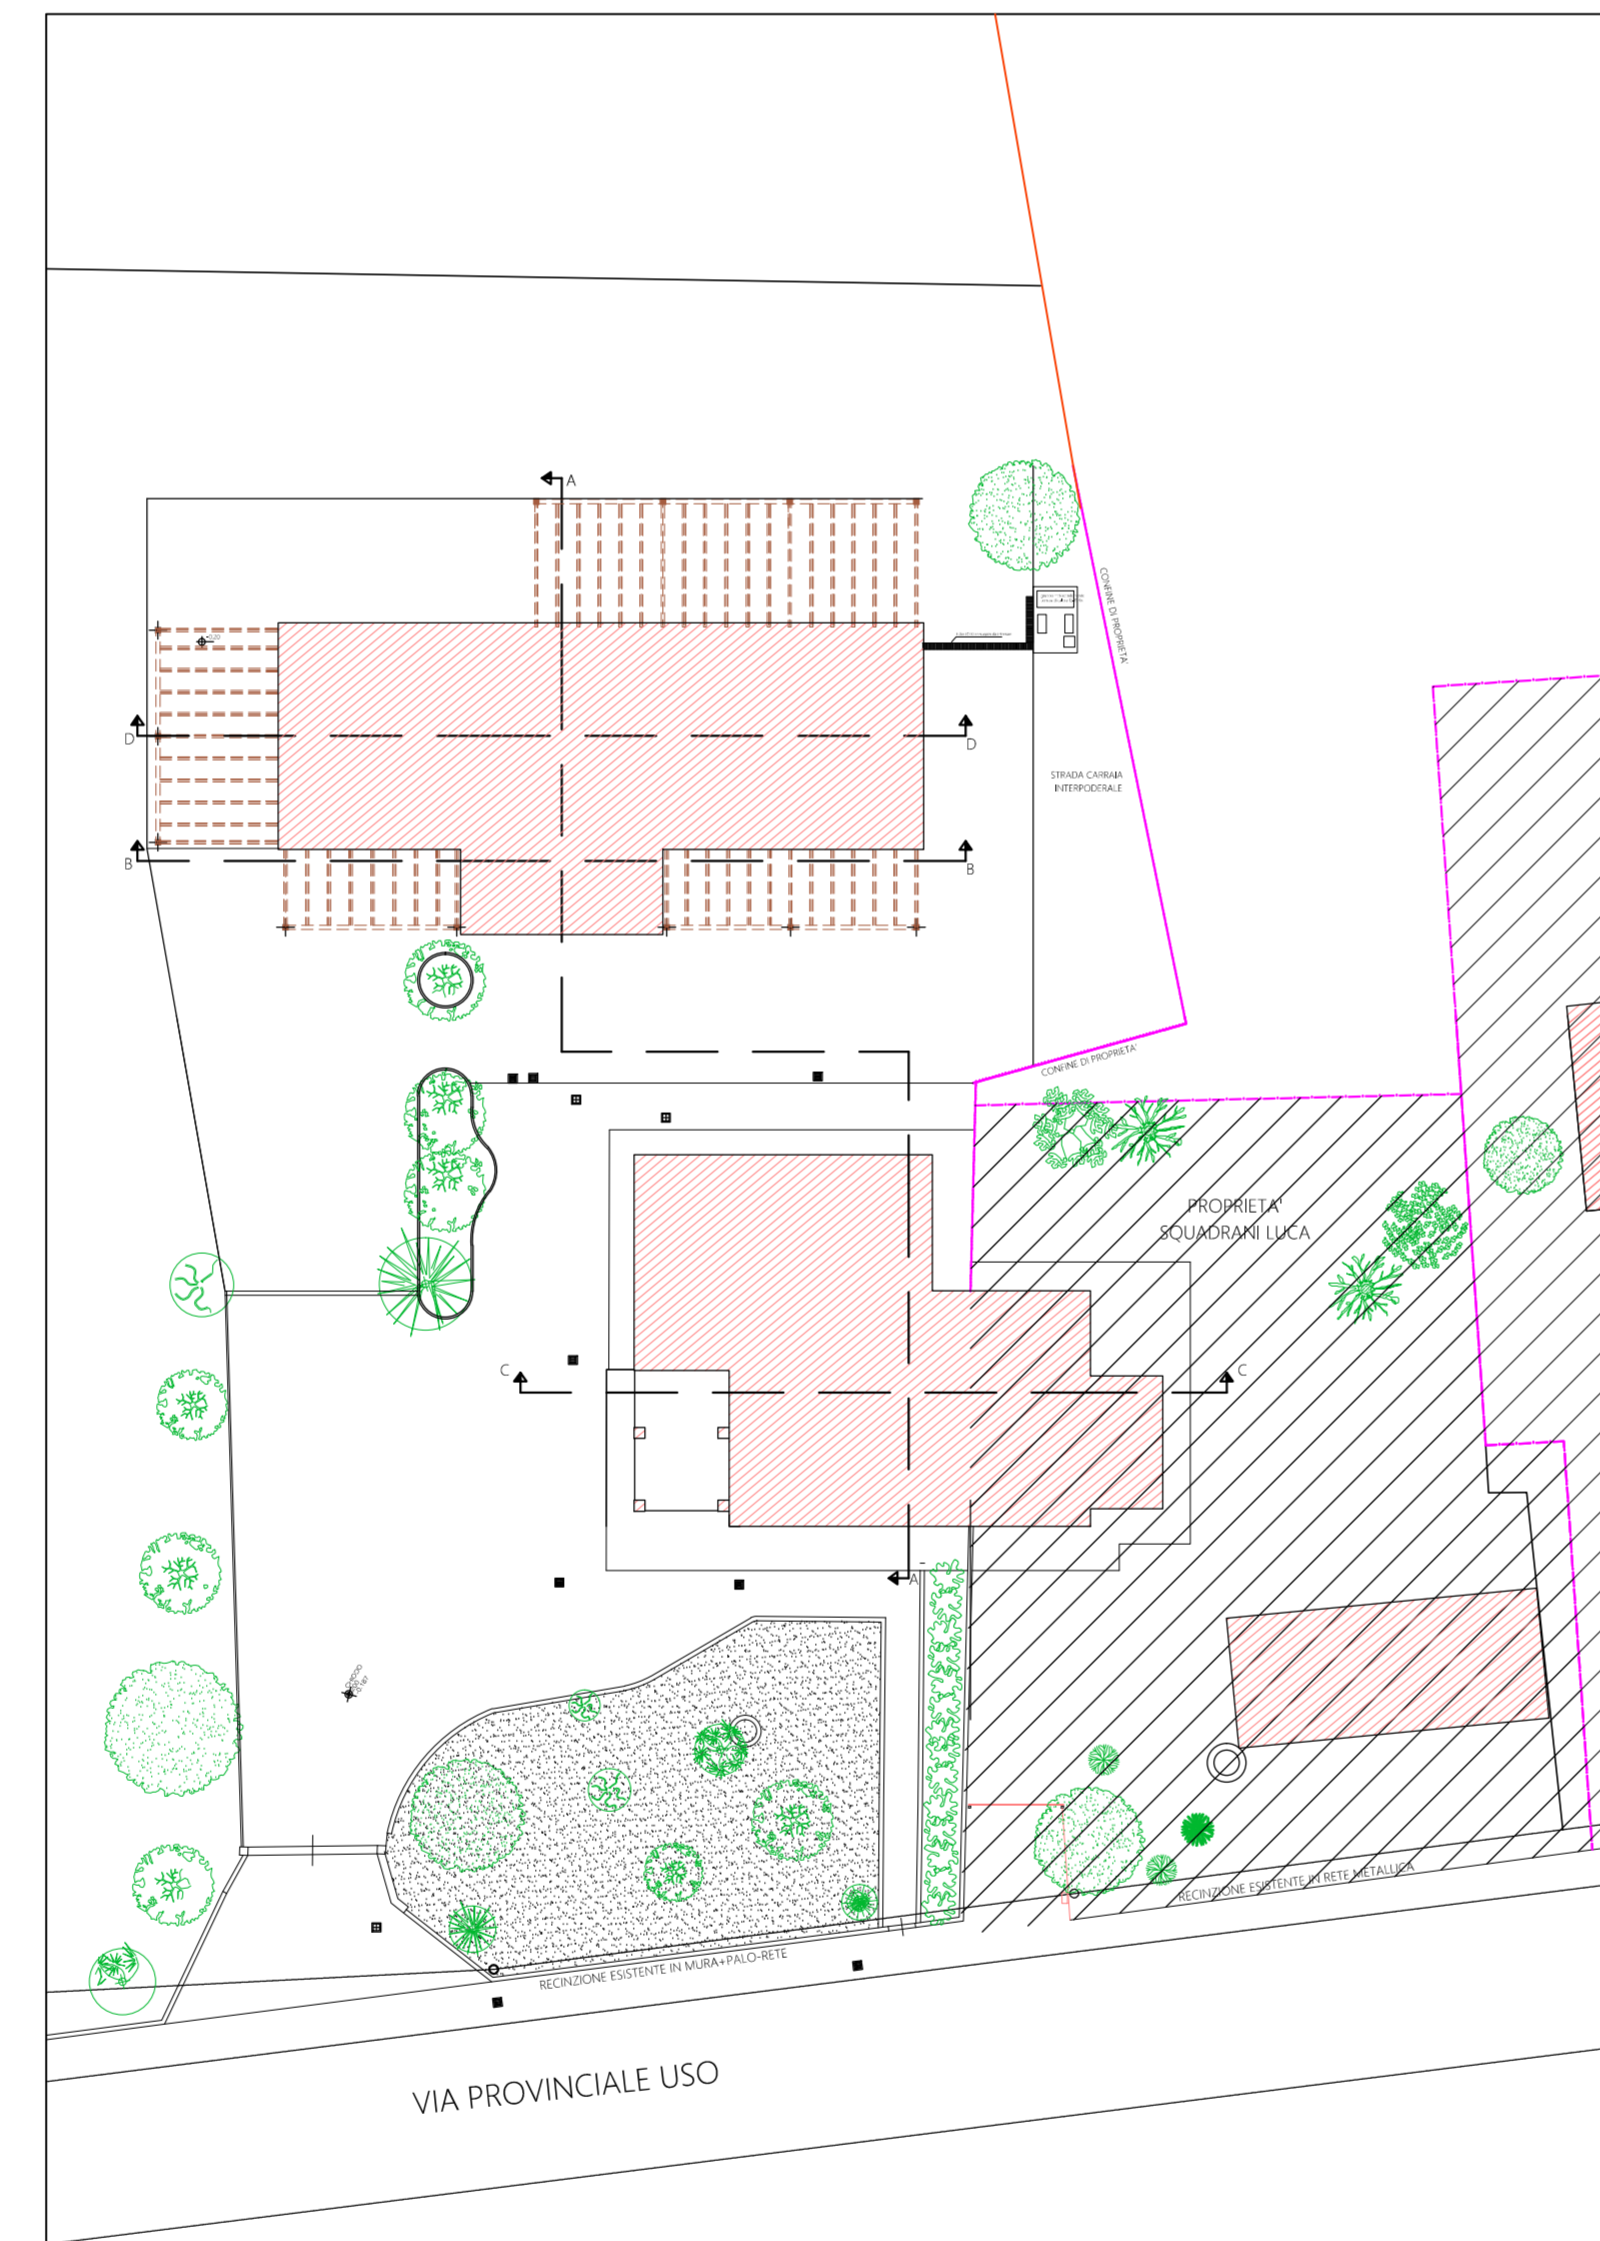 A
CONFINE DI PROPRIETA'
D
D
STRADA CARRAIA
INTERPODERALE
B
B
CONFINE DI PROPRIETA'
PROPRIETA'
SQUADRANI LUCA
C
C
A
RECINZIONE ESISTENTE IN RETE METALLICA
RECINZIONE ESISTENTE IN MURA+PALO-RETE
VIA PROVINCIALE USO